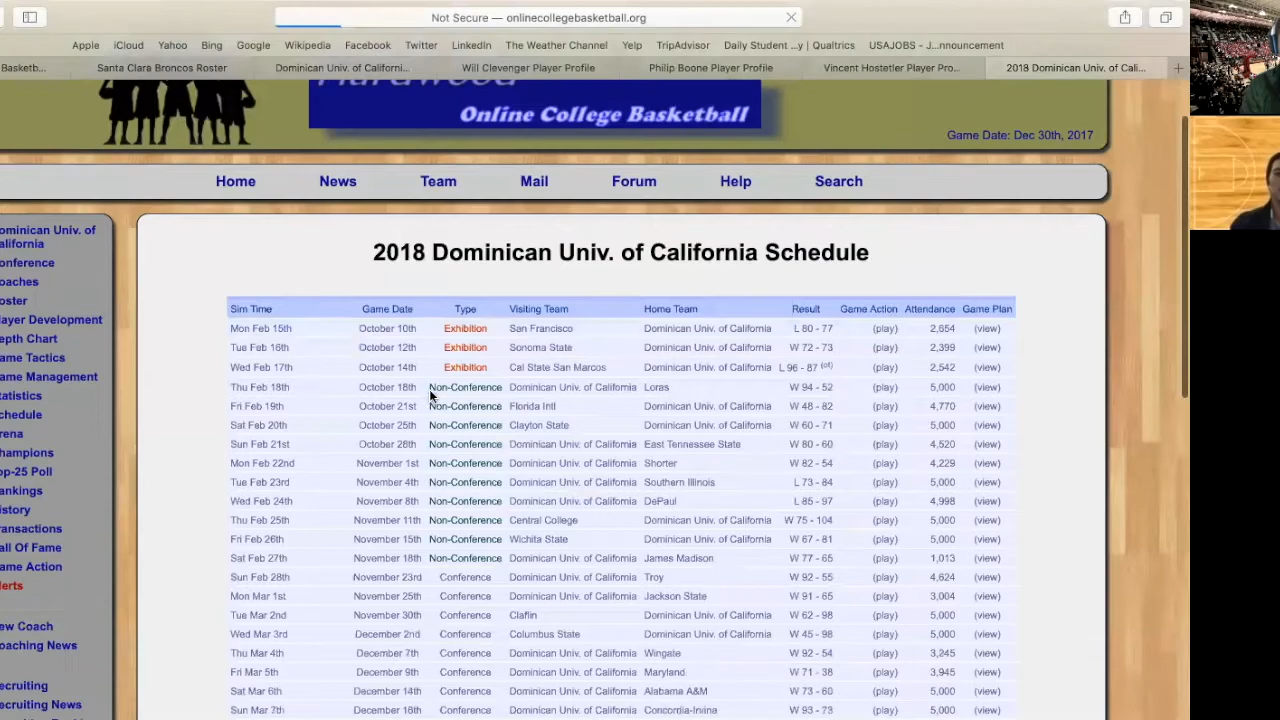 Not Secure — onlinecollegebasketball.org
Apple iCloud Yahoo Bing Google Wikipedia Facebook Twitter LinkedIn The Weather Channel Yelp TripAdvisor Daily Student ...y | Qualtrics USAJOBS - J...nnouncement
Basketb... Santa Clara Broncos Roster Dominican Univ. of Californi... Will Clevenger Player Profile Philip Boone Player Profile Vincent Hostetler Player Pro... 2018 Dominican Univ. of Cali... +
Hardwood
Online College Basketball
Game Date: Dec 30th, 2017
Home News Team Mail Forum Help Search
ominican Univ. of
alifornia
onference
oaches
oster
layer Development
epth Chart
ame Tactics
ame Management
tatistics
chedule
rena
hampions
op-25 Poll
ankings
istory
ransactions
all Of Fame
ame Action
lerts
ew Coach
oaching News
ecruiting
ecruiting News
2018 Dominican Univ. of California Schedule
Sim Time Game Date Type Visiting Team Home Team Result Game Action Attendance Game Plan
Mon Feb 15th October 10th Exhibition San Francisco Dominican Univ. of California L 80 - 77 (play) 2,654 (view)
Tue Feb 16th October 12th Exhibition Sonoma State Dominican Univ. of California W 72 - 73 (play) 2,399 (view)
Wed Feb 17th October 14th Exhibition Cal State San Marcos Dominican Univ. of California L 96 - 87 (ot) (play) 2,542 (view)
Thu Feb 18th October 18th Non-Conference Dominican Univ. of California Loras W 94 - 52 (play) 5,000 (view)
Fri Feb 19th October 21st Non-Conference Florida Intl Dominican Univ. of California W 48 - 82 (play) 4,770 (view)
Sat Feb 20th October 25th Non-Conference Clayton State Dominican Univ. of California W 60 - 71 (play) 5,000 (view)
Sun Feb 21st October 28th Non-Conference Dominican Univ. of California East Tennessee State W 80 - 60 (play) 4,520 (view)
Mon Feb 22nd November 1st Non-Conference Dominican Univ. of California Shorter W 82 - 54 (play) 4,229 (view)
Tue Feb 23rd November 4th Non-Conference Dominican Univ. of California Southern Illinois L 73 - 84 (play) 5,000 (view)
Wed Feb 24th November 8th Non-Conference Dominican Univ. of California DePaul L 85 - 97 (play) 4,998 (view)
Thu Feb 25th November 11th Non-Conference Central College Dominican Univ. of California W 75 - 104 (play) 5,000 (view)
Fri Feb 26th November 15th Non-Conference Wichita State Dominican Univ. of California W 67 - 81 (play) 5,000 (view)
Sat Feb 27th November 18th Non-Conference Dominican Univ. of California James Madison W 77 - 65 (play) 1,013 (view)
Sun Feb 28th November 23rd Conference Dominican Univ. of California Troy W 92 - 55 (play) 4,624 (view)
Mon Mar 1st November 25th Conference Dominican Univ. of California Jackson State W 91 - 65 (play) 3,004 (view)
Tue Mar 2nd November 30th Conference Claflin Dominican Univ. of California W 62 - 98 (play) 5,000 (view)
Wed Mar 3rd December 2nd Conference Columbus State Dominican Univ. of California W 45 - 98 (play) 5,000 (view)
Thu Mar 4th December 7th Conference Dominican Univ. of California Wingate W 92 - 54 (play) 3,245 (view)
Fri Mar 5th December 9th Conference Dominican Univ. of California Maryland W 71 - 38 (play) 3,945 (view)
Sat Mar 6th December 14th Conference Dominican Univ. of California Alabama A&M W 73 - 60 (play) 5,000 (view)
Sun Mar 7th December 16th Conference Dominican Univ. of California Concordia-Irvine W 93 - 73 (play) 5,000 (view)